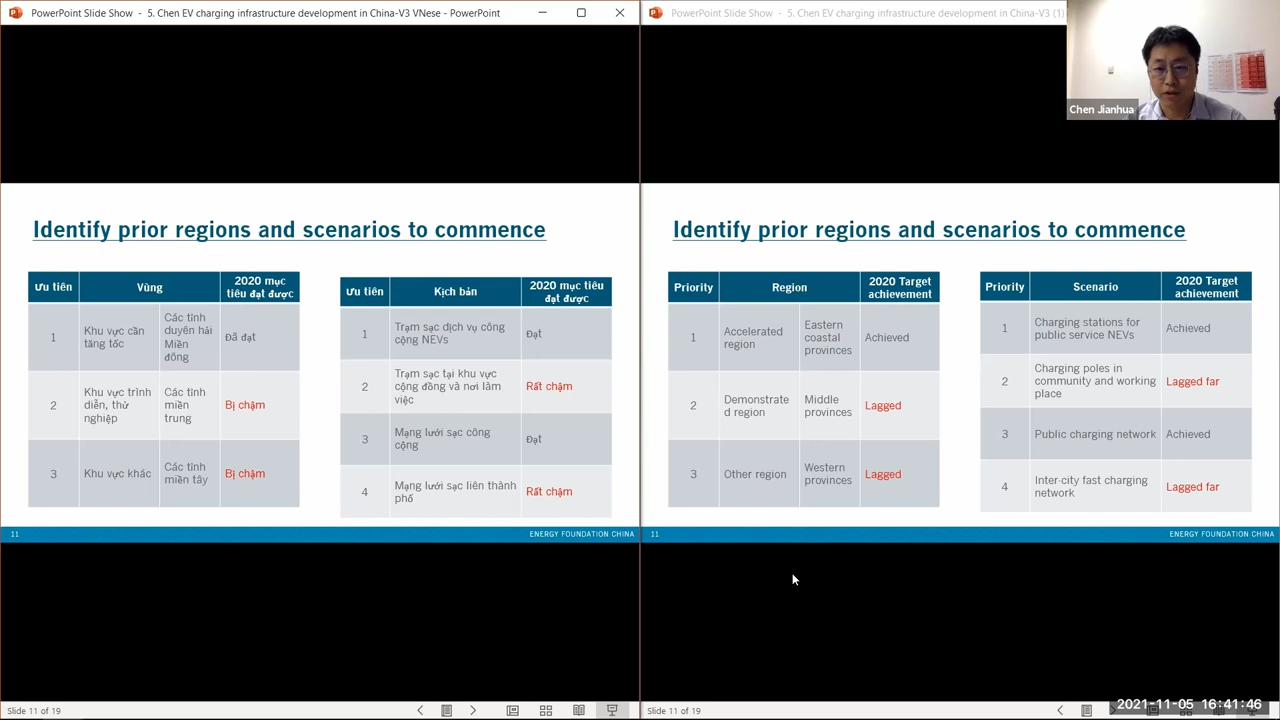 PowerPoint Slide Show - 5. Chen EV charging infrastructure development in China-V3 VNese - PowerPoint
PowerPoint Slide Show - 5. Chen EV charging infrastructure development in China-V3 (1)
Chen Jianhua
Identify prior regions and scenarios to commence
Ưu tiên
Vùng
2020 mục
tiêu đạt được
1
Khu vực cần
tăng tốc
Các tỉnh
duyên hải
Miền
đông
Đã đạt
2
Khu vực trình
diễn, thử
nghiệp
Các tỉnh
miền
trung
Bị chậm
3
Khu vực khác
Các tỉnh
miền tây
Bị chậm
Ưu tiên
Kịch bản
2020 mục tiêu
đạt được
1
Trạm sạc dịch vụ công
cộng NEVs
Đạt
2
Trạm sạc tại khu vực
cộng đồng và nơi làm
việc
Rất chậm
3
Mạng lưới sạc công
cộng
Đạt
4
Mạng lưới sạc liên thành
phố
Rất chậm
11
ENERGY FOUNDATION CHINA
Identify prior regions and scenarios to commence
Priority
Region
2020 Target
achievement
1
Accelerated
region
Eastern
coastal
provinces
Achieved
2
Demonstrate
d region
Middle
provinces
Lagged
3
Other region
Western
provinces
Lagged
Priority
Scenario
2020 Target
achievement
1
Charging stations for
public service NEVs
Achieved
2
Charging poles in
community and working
place
Lagged far
3
Public charging network
Achieved
4
Inter-city fast charging
network
Lagged far
11
ENERGY FOUNDATION CHINA
Slide 11 of 19
Slide 11 of 19
2021-11-05 16:41:46